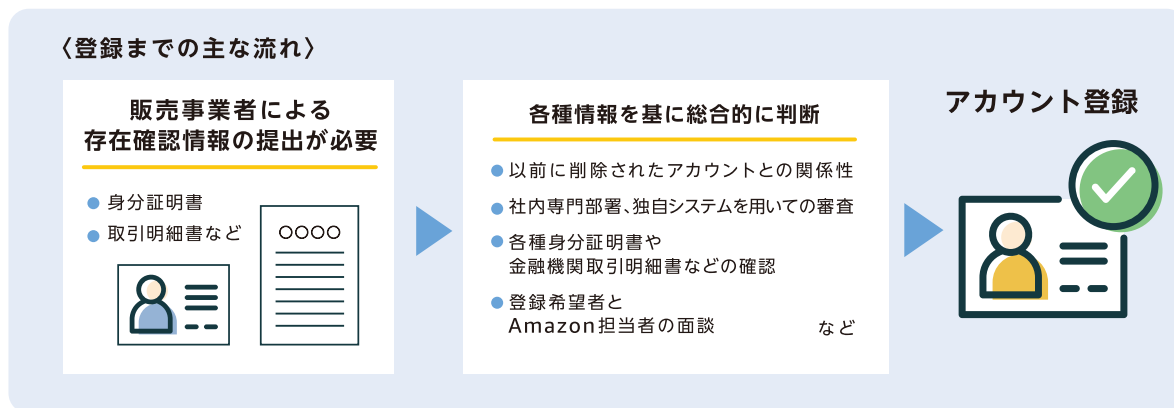 〈登録までの主な流れ〉
販売事業者による
存在確認情報の提出が必要
●身分証明書
●取引明細書など
○○○○
各種情報を基に総合的に判断
●以前に削除されたアカウントとの関係性
●社内専門部署、独自システムを用いての審査
●各種身分証明書や
金融機関取引明細書などの確認
●登録希望者と
Amazon担当者の面談 など
アカウント登録